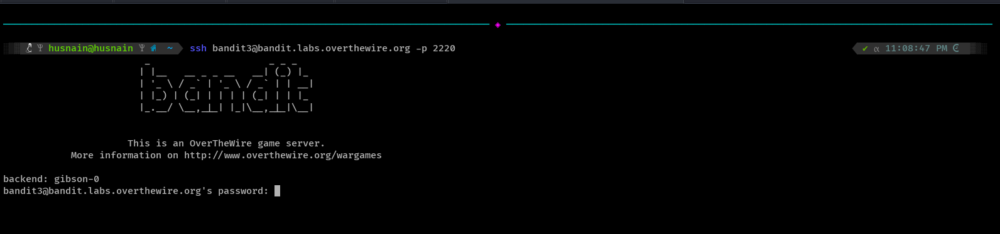 husnain@husnain ~ ssh bandit3@bandit.labs.overthewire.org -p 2220 ✔ α 11:08:47 PM
 _                     _ _ _
| |__   __ _ _ __   __| (_) |_
| '_ \ / _` | '_ \ / _` | | __|
| |_) | (_| | | | | (_| | | |_
|_.__/ \__,_|_| |_|\__,_|_|\__|
This is an OverTheWire game server.
More information on http://www.overthewire.org/wargames
backend: gibson-0
bandit3@bandit.labs.overthewire.org's password: